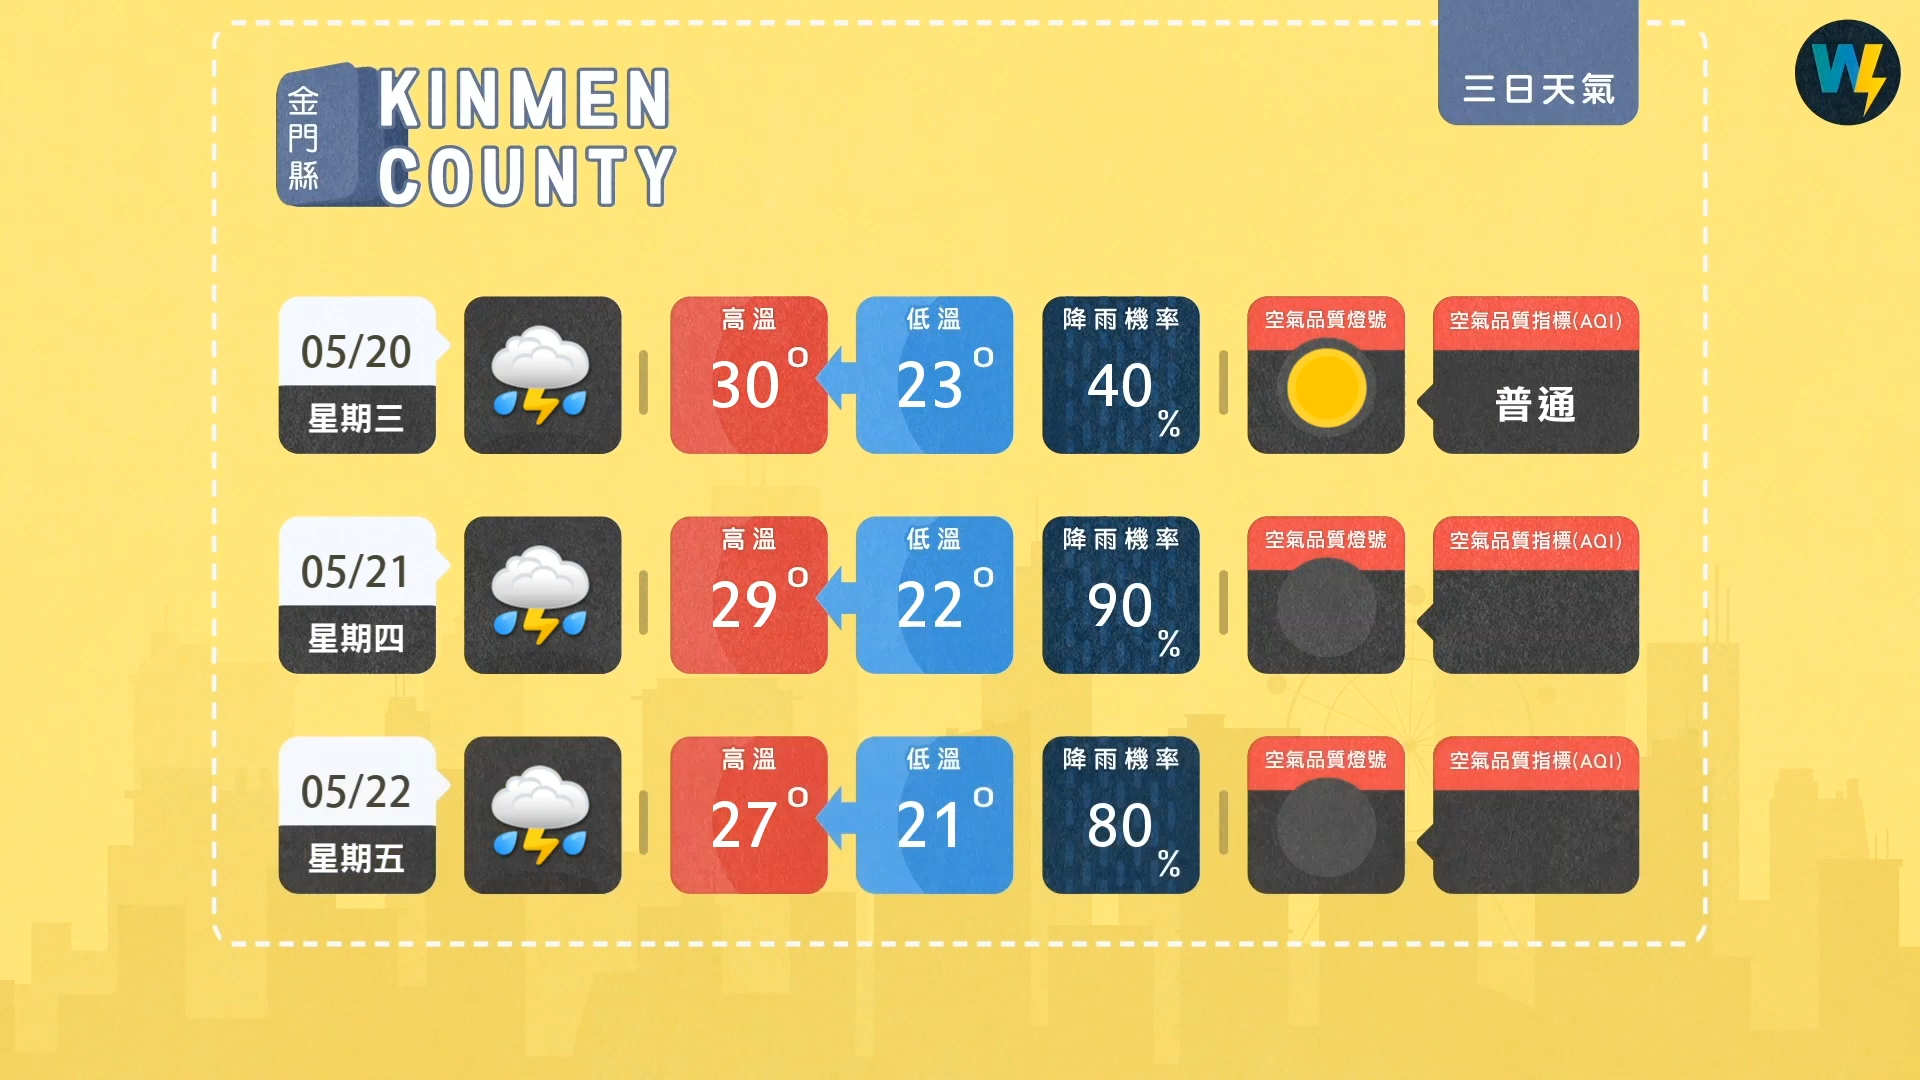 金門縣
KINMEN
COUNTY
三日天氣
W
05/20
星期三
高溫
30°
低溫
23°
降雨機率
40%
空氣品質燈號
空氣品質指標(AQI)
普通
05/21
星期四
高溫
29°
低溫
22°
降雨機率
90%
空氣品質燈號
空氣品質指標(AQI)
05/22
星期五
高溫
27°
低溫
21°
降雨機率
80%
空氣品質燈號
空氣品質指標(AQI)